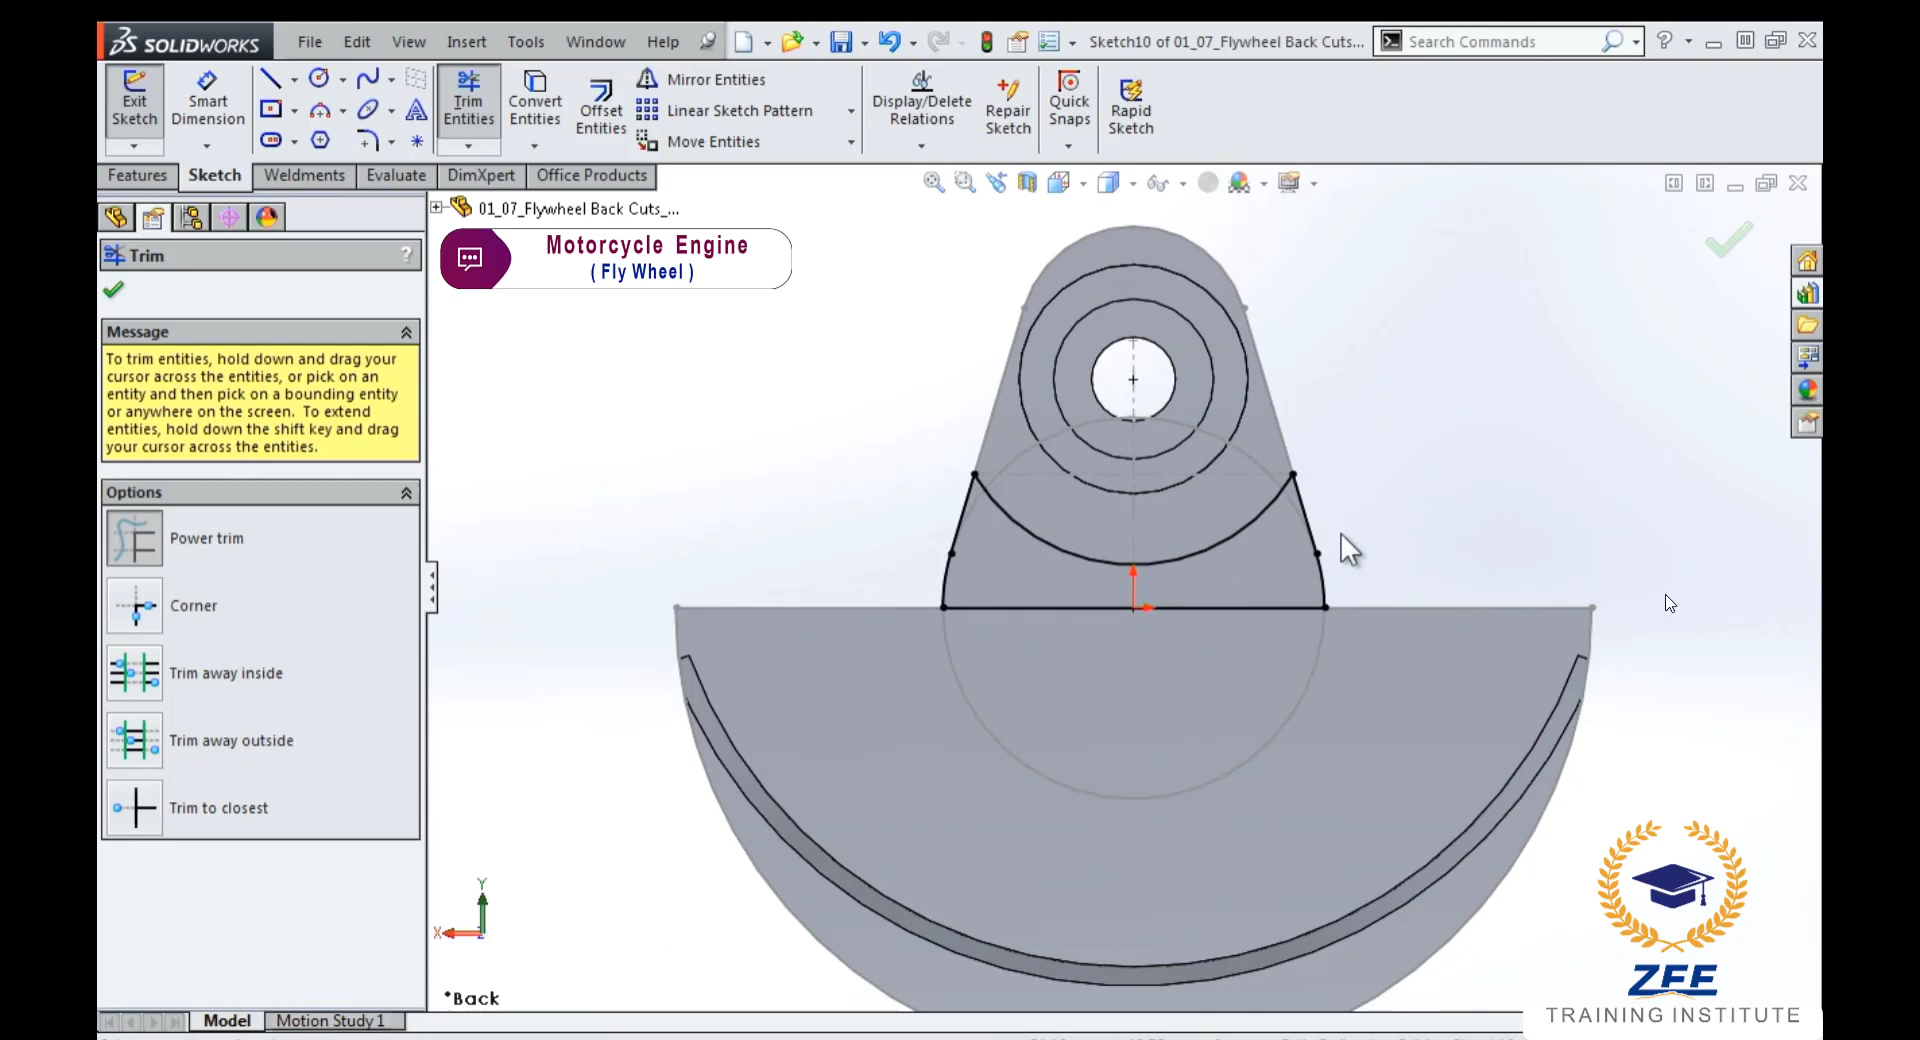 SOLIDWORKS File Edit View Insert Tools Window Help Sketch10 of 01_07_Flywheel Back Cuts... Search Commands
Exit Sketch
Smart Dimension
Trim Entities
Convert Entities
Offset Entities
Mirror Entities
Linear Sketch Pattern
Move Entities
Display/Delete Relations
Repair Sketch
Quick Snaps
Rapid Sketch
Features Sketch Weldments Evaluate DimXpert Office Products
01_07_Flywheel Back Cuts_...
Motorcycle Engine
( Fly Wheel )
Trim ?
Message
To trim entities, hold down and drag your
cursor across the entities, or pick on an
entity and then pick on a bounding entity
or anywhere on the screen. To extend
entities, hold down the shift key and drag
your cursor across the entities.
Options
Power trim
Corner
Trim away inside
Trim away outside
Trim to closest
Y
X
Z
*Back
Model Motion Study 1
ZFE
TRAINING INSTITUTE